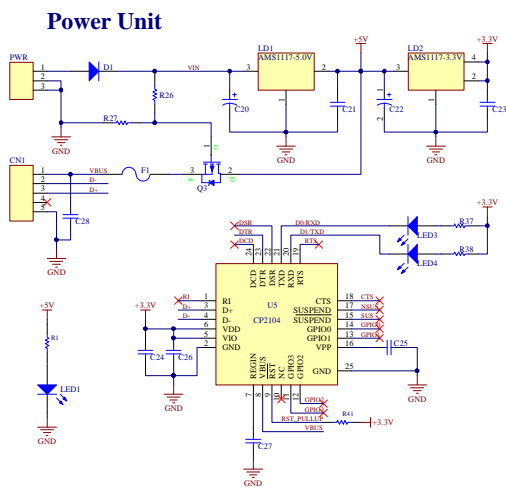 Power Unit
PWR
1
2
3
D1
VIN
R26
R27
GND
LD1
AMS1117-5.0V
3
2
1
C20
C21
GND
+5V
LD2
AMS1117-3.3V
3
4
2
1
1
2
C22
C23
+3.3V
GND
CN1
1
2
3
4
5
VBUS
D-
D+
F1
C28
GND
Q3
1
G
3
S
2
D
DSR
DTR
DCD
D0/RXD
D1/TXD
RTS
LED3
LED4
R37
R38
+3.3V
GND
24
23
22
21
20
19
DCD
DTR
DSR
TXD
RXD
RTS
U5
CP2104
RI
D+
D-
1
3
4
6
5
2
RI
D+
D-
VDD
VIO
GND
CTS
SUSPEND
SUSPEND
GPIO0
GPIO1
VPP
GND
18
17
15
14
13
16
25
CTS
NSUS
SUS
GPIO0
GPIO1
C25
GND
REGIN
VBUS
RST
NC
GPIO3
GPIO2
7
8
9
10
11
12
GPIO2
GPIO3
RST_PULLUP
R41
+3.3V
VBUS
C27
GND
+3.3V
C24
C26
GND
+5V
R1
LED1
GND